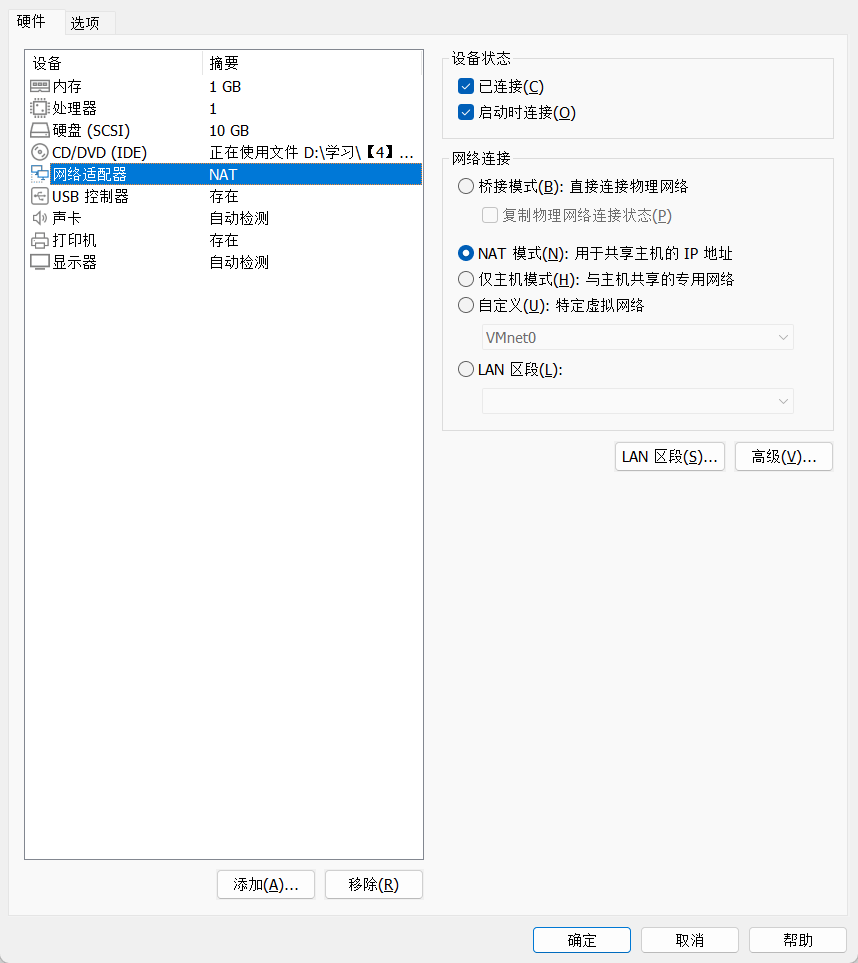 硬件 选项
设备 摘要
内存 1 GB
处理器 1
硬盘 (SCSI) 10 GB
CD/DVD (IDE) 正在使用文件 D:\学习\【4】...
网络适配器 NAT
USB 控制器 存在
声卡 自动检测
打印机 存在
显示器 自动检测
添加(A)... 移除(R)
设备状态
已连接(C)
启动时连接(O)
网络连接
桥接模式(B): 直接连接物理网络
复制物理网络连接状态(P)
NAT 模式(N): 用于共享主机的 IP 地址
仅主机模式(H): 与主机共享的专用网络
自定义(U): 特定虚拟网络
VMnet0
LAN 区段(L):
LAN 区段(S)... 高级(V)...
确定 取消 帮助